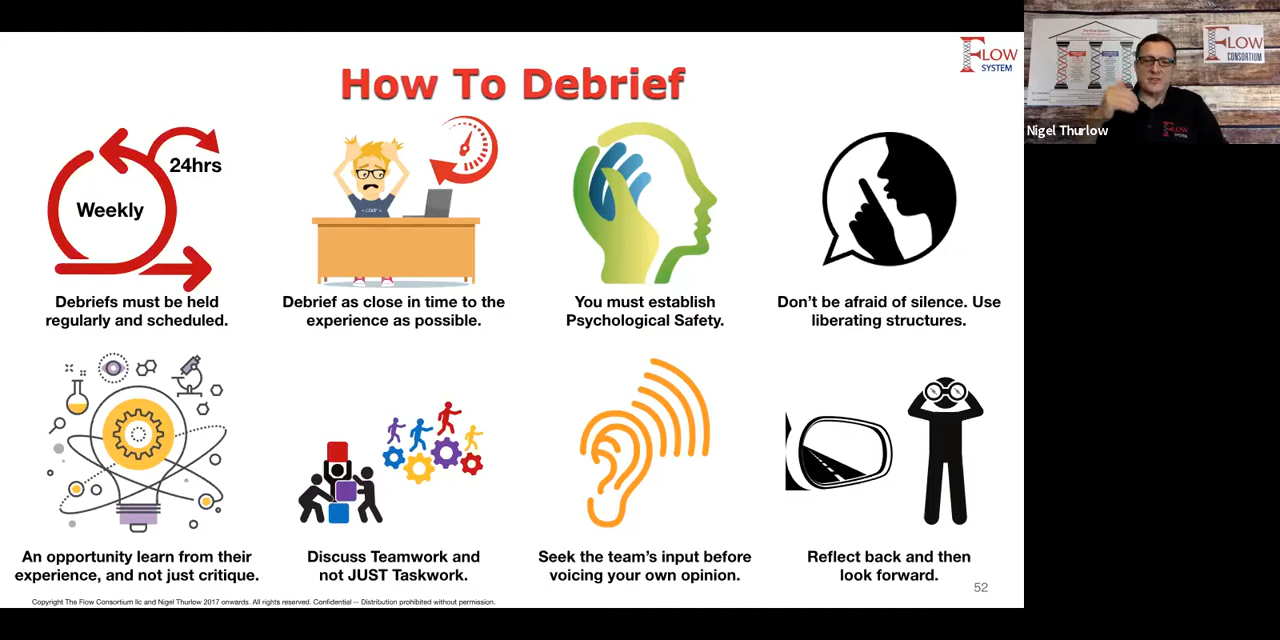 FLOW
SYSTEM
How To Debrief
24hrs
Weekly
Debriefs must be held
regularly and scheduled.
Debrief as close in time to the
experience as possible.
You must establish
Psychological Safety.
Don't be afraid of silence. Use
liberating structures.
An opportunity learn from their
experience, and not just critique.
Discuss Teamwork and
not JUST Taskwork.
Seek the team's input before
voicing your own opinion.
Reflect back and then
look forward.
52
Copyright The Flow Consortium llc and Nigel Thurlow 2017 onwards. All rights reserved. Confidential -- Distribution prohibited without permission.
FLOW
CONSORTIUM
Nigel Thurlow
FLOW
SYSTEM